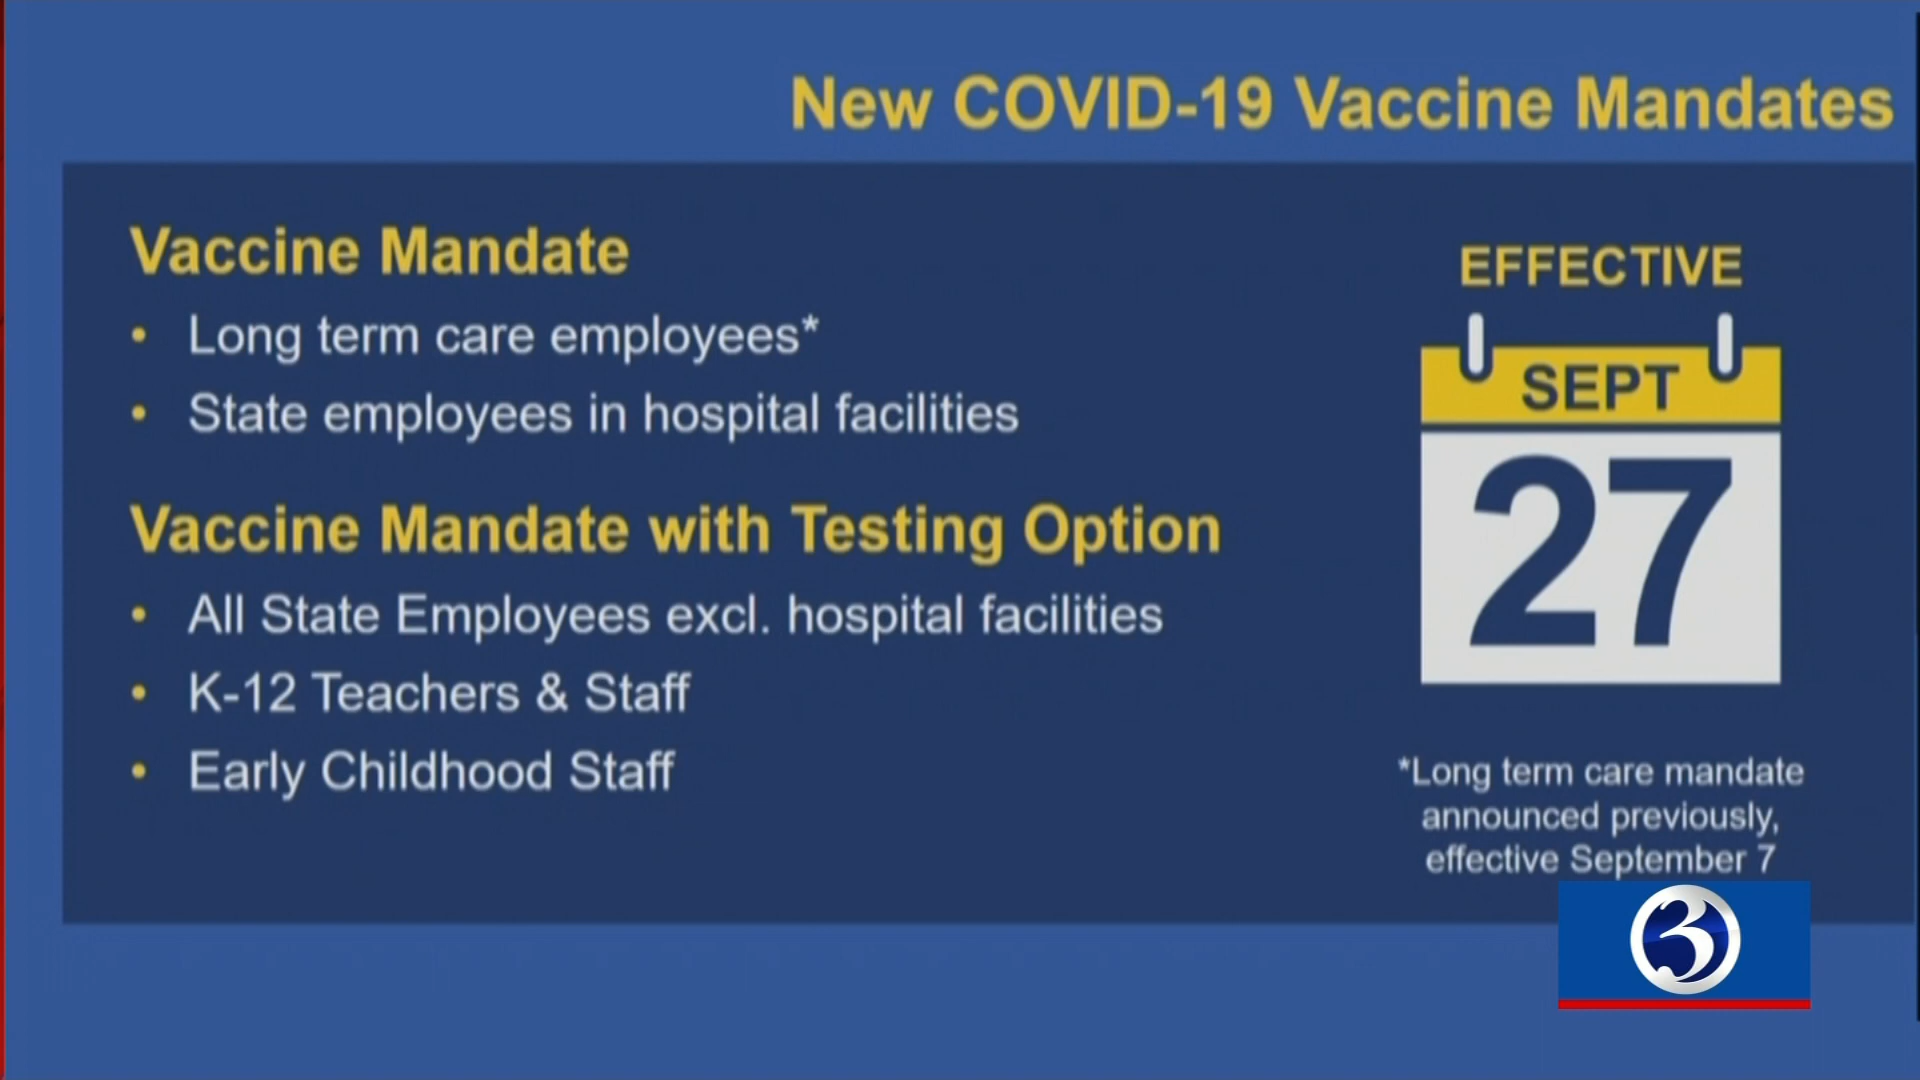 New COVID-19 Vaccine Mandates
Vaccine Mandate
• Long term care employees*
• State employees in hospital facilities
Vaccine Mandate with Testing Option
• All State Employees excl. hospital facilities
• K-12 Teachers & Staff
• Early Childhood Staff
EFFECTIVE
SEPT
27
*Long term care mandate
announced previously,
effective September 7
3